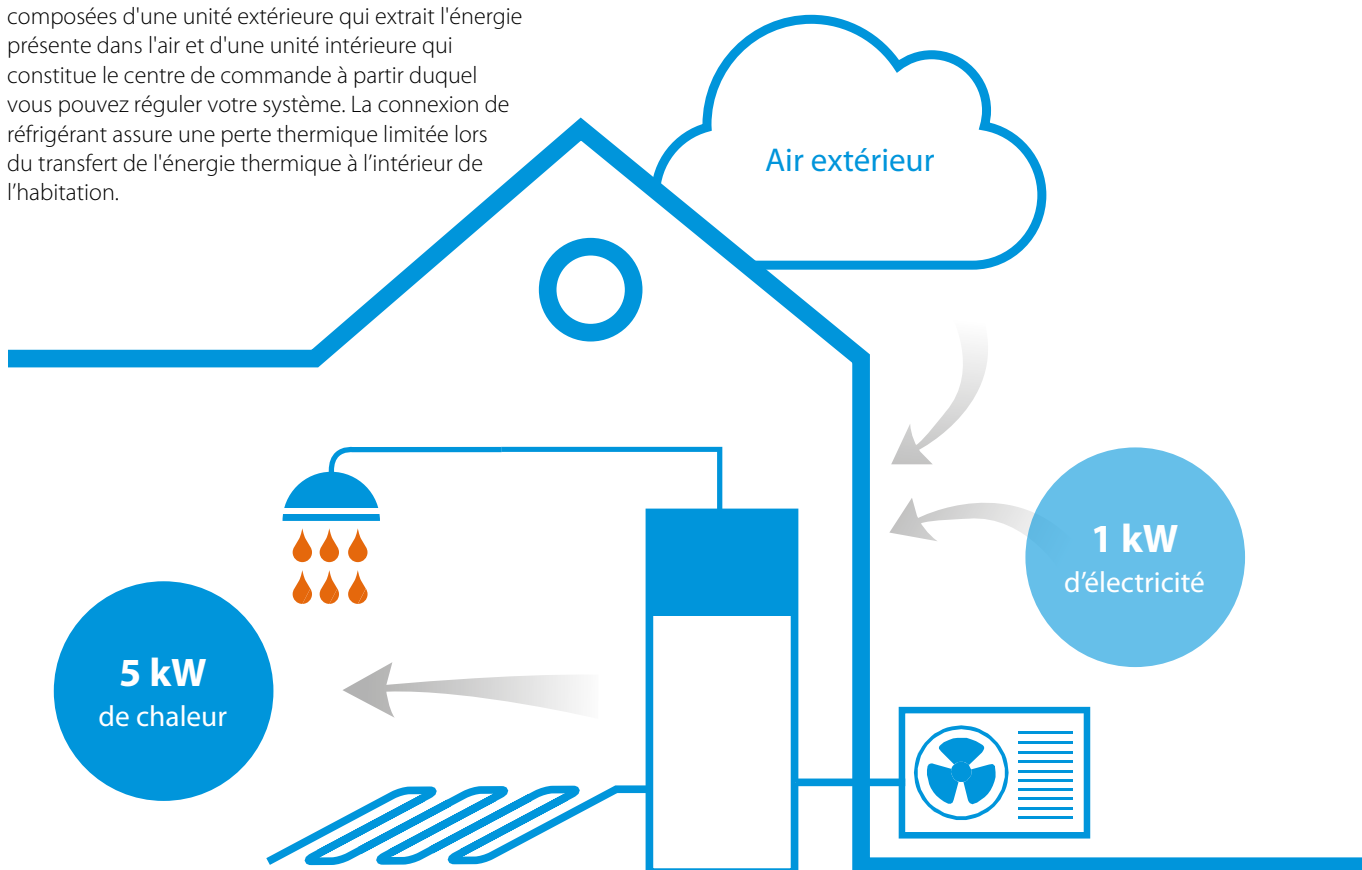 composées d'une unité extérieure qui extrait l'énergie
présente dans l'air et d'une unité intérieure qui
constitue le centre de commande à partir duquel
vous pouvez réguler votre système. La connexion de
réfrigérant assure une perte thermique limitée lors
du transfert de l'énergie thermique à l’intérieur de
l’habitation.
Air extérieur
1 kW
d’électricité
5 kW
de chaleur